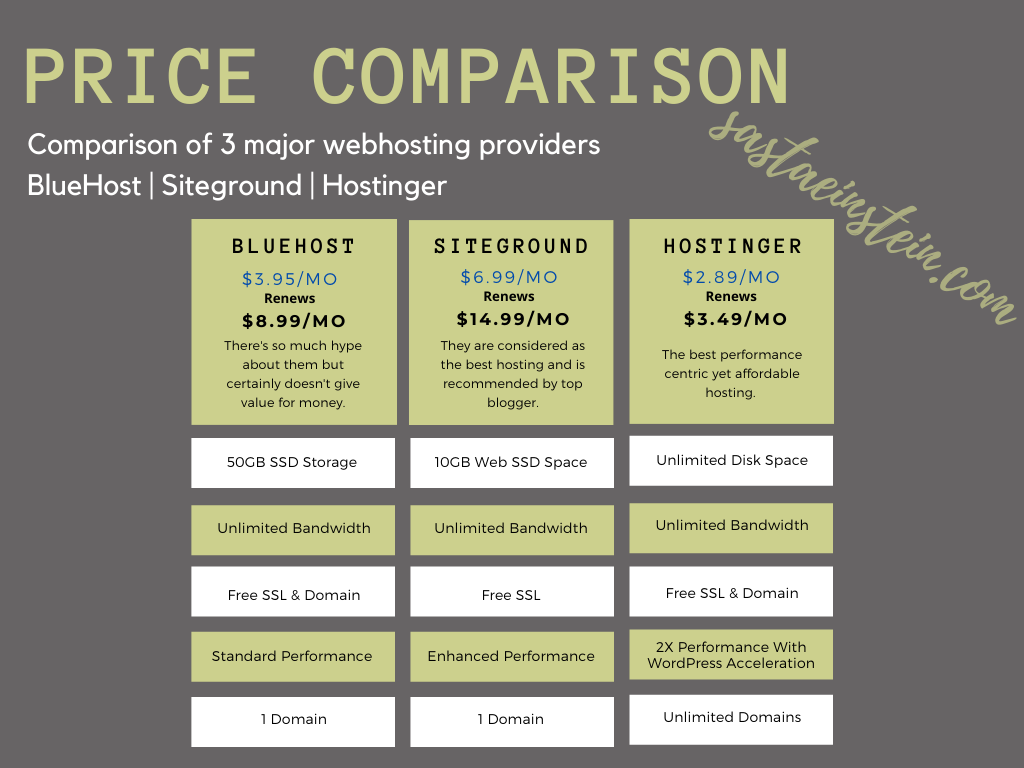 PRICE COMPARISON
Comparison of 3 major webhosting providers
BlueHost | Siteground | Hostinger
sastaeinstein.com
BLUEHOST
$3.95/MO
Renews
$8.99/MO
There's so much hype
about them but
certainly doesn't give
value for money.
50GB SSD Storage
Unlimited Bandwidth
Free SSL & Domain
Standard Performance
1 Domain
SITEGROUND
$6.99/MO
Renews
$14.99/MO
They are considered as
the best hosting and is
recommended by top
blogger.
10GB Web SSD Space
Unlimited Bandwidth
Free SSL
Enhanced Performance
1 Domain
HOSTINGER
$2.89/MO
Renews
$3.49/MO
The best performance
centric yet affordable
hosting.
Unlimited Disk Space
Unlimited Bandwidth
Free SSL & Domain
2X Performance With
WordPress Acceleration
Unlimited Domains